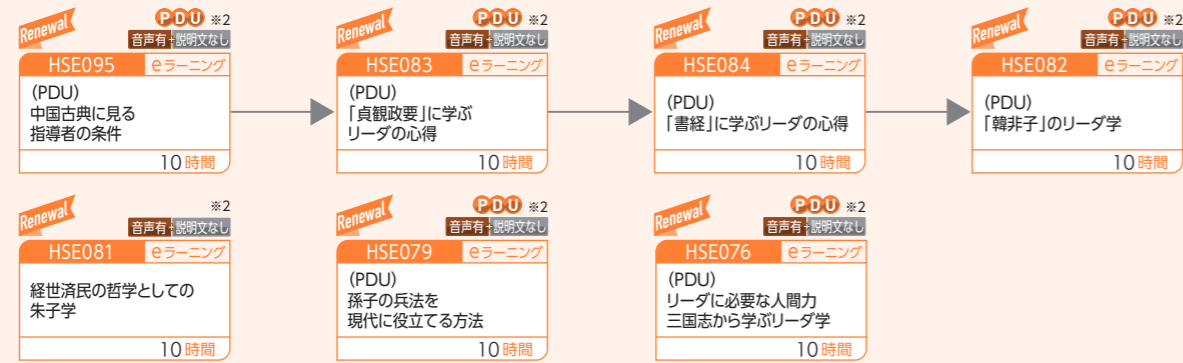 Renewal
PDU ※2
音声有+説明文なし
HSE095 eラーニング
(PDU)
中国古典に見る
指導者の条件
10時間
Renewal
PDU ※2
音声有+説明文なし
HSE083 eラーニング
(PDU)
「貞観政要」に学ぶ
リーダの心得
10時間
Renewal
PDU ※2
音声有+説明文なし
HSE084 eラーニング
(PDU)
「書経」に学ぶリーダの心得
10時間
Renewal
PDU ※2
音声有+説明文なし
HSE082 eラーニング
(PDU)
「韓非子」のリーダ学
10時間
Renewal
※2
音声有+説明文なし
HSE081 eラーニング
経世済民の哲学としての
朱子学
10時間
Renewal
PDU ※2
音声有+説明文なし
HSE079 eラーニング
(PDU)
孫子の兵法を
現代に役立てる方法
10時間
Renewal
PDU ※2
音声有+説明文なし
HSE076 eラーニング
(PDU)
リーダに必要な人間力
三国志から学ぶリーダ学
10時間